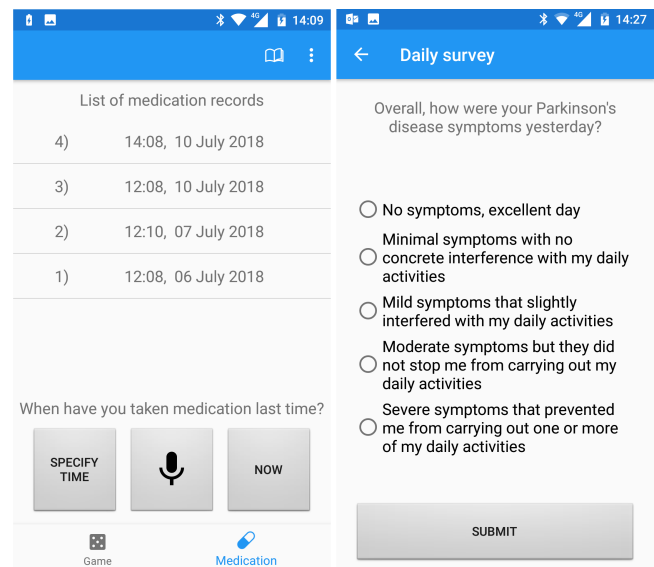 4G 14:09
List of medication records
4) 14:08, 10 July 2018
3) 12:08, 10 July 2018
2) 12:10, 07 July 2018
1) 12:08, 06 July 2018
When have you taken medication last time?
SPECIFY
TIME
NOW
Game
Medication
4G 14:27
Daily survey
Overall, how were your Parkinson's
disease symptoms yesterday?
No symptoms, excellent day
Minimal symptoms with no
concrete interference with my daily
activities
Mild symptoms that slightly
interfered with my daily activities
Moderate symptoms but they did
not stop me from carrying out my
daily activities
Severe symptoms that prevented
me from carrying out one or more
of my daily activities
SUBMIT